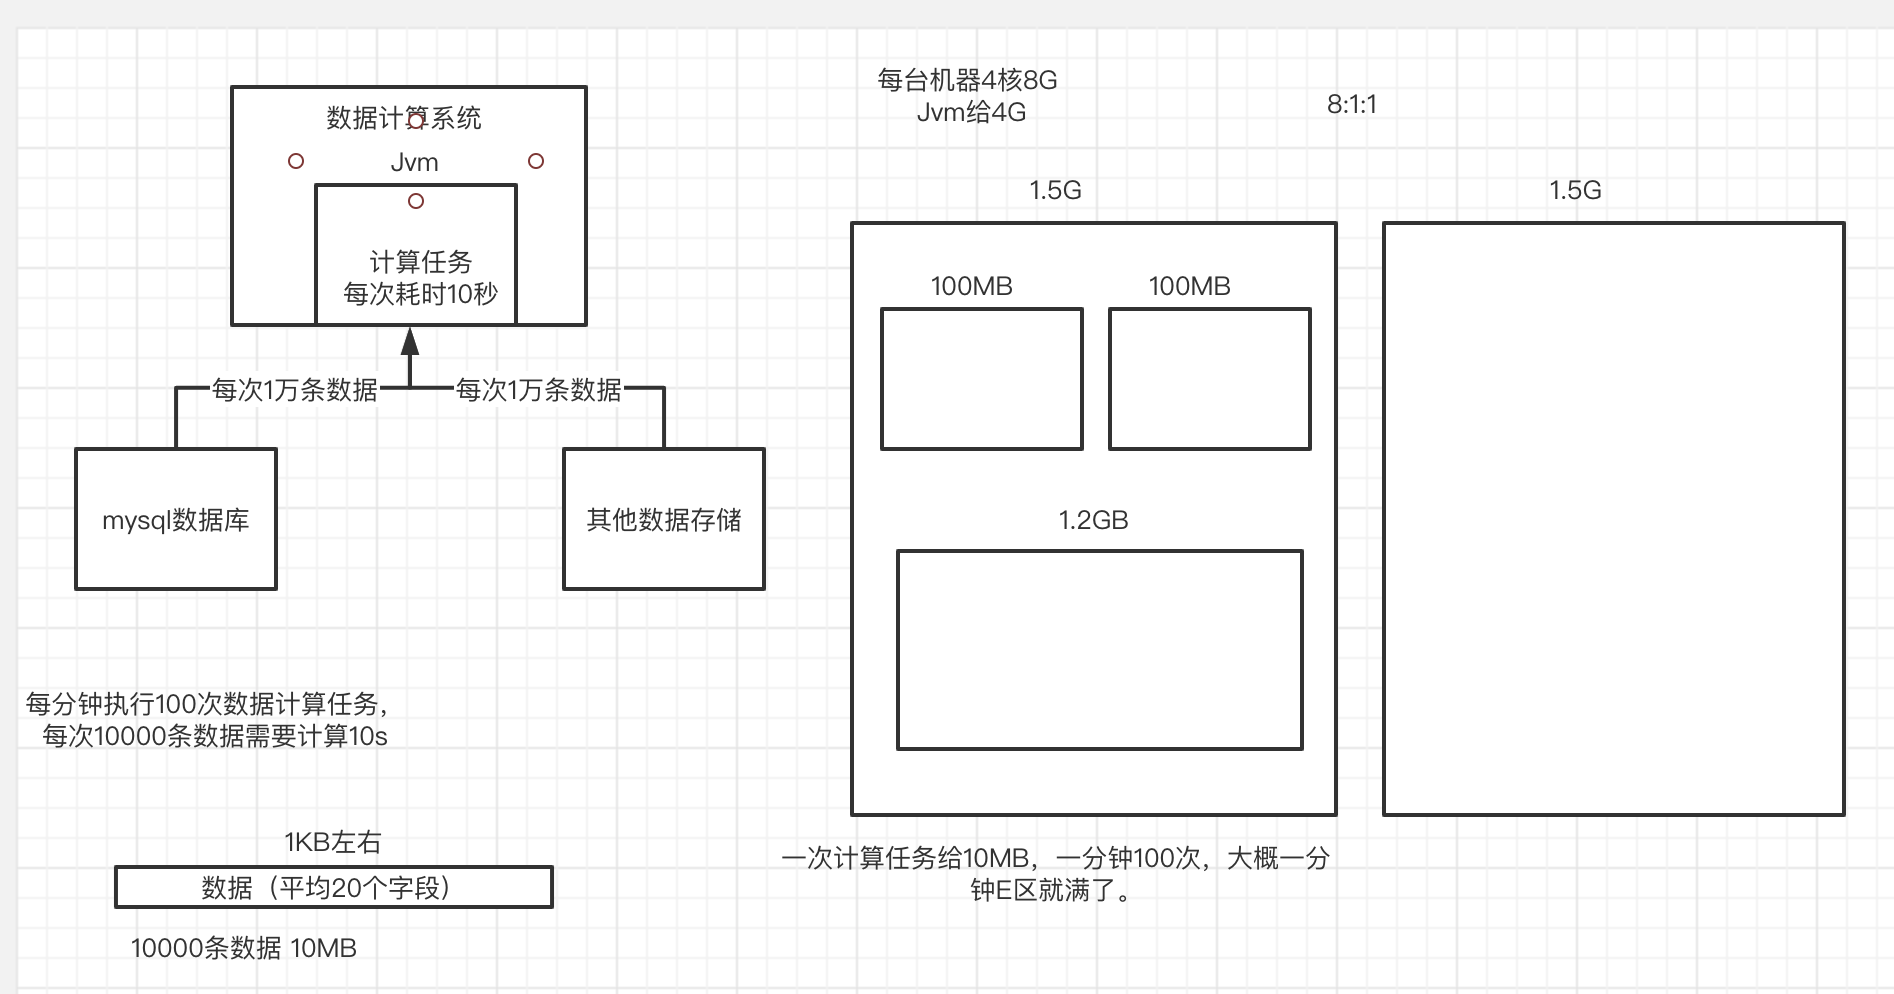 数据计算系统
Jvm
计算任务
每次耗时10秒
每次1万条数据
每次1万条数据
mysql数据库
其他数据存储
每分钟执行100次数据计算任务，
每次10000条数据需要计算10s
1KB左右
数据（平均20个字段）
10000条数据 10MB
每台机器4核8G
Jvm给4G
8:1:1
1.5G
1.5G
100MB
100MB
1.2GB
一次计算任务给10MB，一分钟100次，大概一分
钟E区就满了。